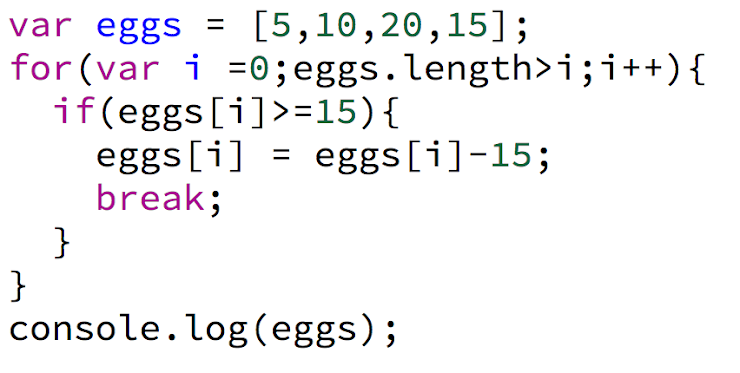 var eggs = [5,10,20,15];
for(var i =0;eggs.length>i;i++){
  if(eggs[i]>=15){
    eggs[i] = eggs[i]-15;
    break;
  }
}
console.log(eggs);